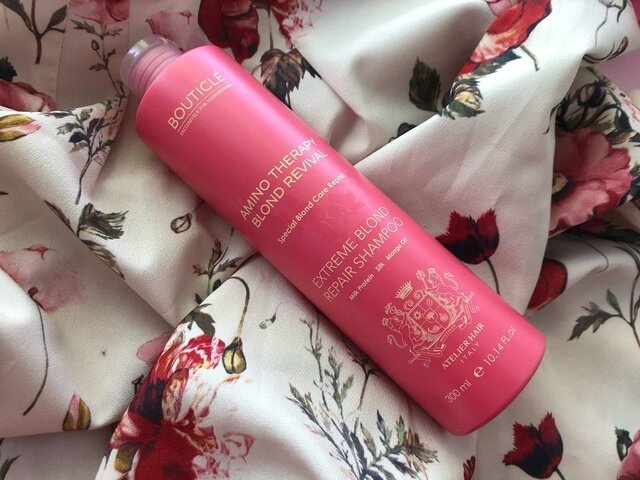 BOUTICLE
AMINO THERAPY
BLOND REVIVAL
Special Blond Care Repair
EXTREME BLOND
REPAIR SHAMPOO
Milk Protein Silk Mango Oil
ATELIER HAIR
ITALY
300 ml e 10.14 FL.oz